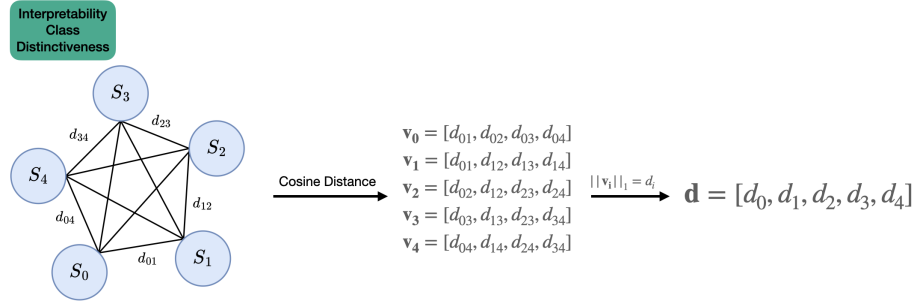 Interpretability
Class
Distinctiveness
S₃
d₃₄
d₂₃
S₂
S₄
d₀₄
d₁₂
S₀
d₀₁
S₁
Cosine Distance
v₀ = [d₀₁, d₀₂, d₀₃, d₀₄]
v₁ = [d₀₁, d₁₂, d₁₃, d₁₄]
v₂ = [d₀₂, d₁₂, d₂₃, d₂₄]
v₃ = [d₀₃, d₁₃, d₂₃, d₃₄]
v₄ = [d₀₄, d₁₄, d₂₄, d₃₄]
||vᵢ||₁ = dᵢ
d = [d₀, d₁, d₂, d₃, d₄]